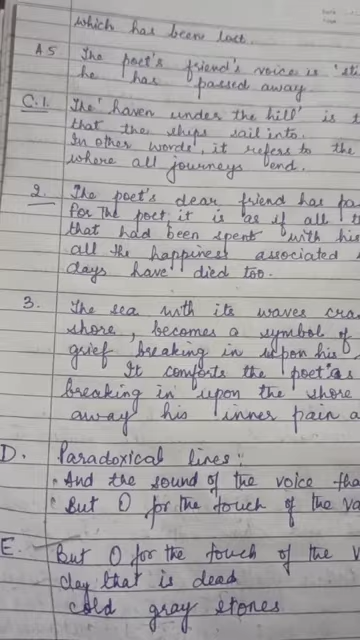 which has been lost.
A5 The poet's friend's voice is
he has passed away.
C.1. The 'haven under the hill' is
that the ships sail into.
In other words, it refers to the
where all journeys end.
2. The poet's dear friend has
For the poet, it is as if all
that had been spent with his
all the happiness associated
days have died too.
3. The sea with its waves
shore, becomes a symbol of
grief breaking in upon his
It comforts the poet as
breaking in upon the shore
away his inner pain
D. Paradoxical lines:
And the sound of the voice
But O for the touch of the
E. But O for the touch of the
day that is dead
cold gray stones